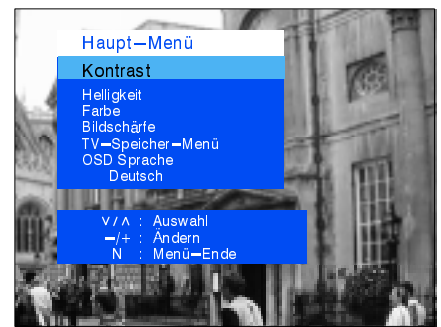 Haupt–Menü
Kontrast
Helligkeit
Farbe
Bildschärfe
TV–Speicher–Menü
OSD Sprache
Deutsch
∨/∧ : Auswahl
–/+ : Ändern
N : Menü–Ende